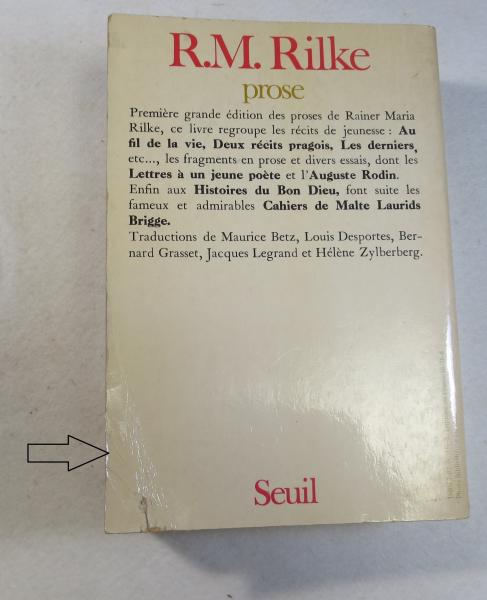 R.M. Rilke
prose
Première grande édition des proses de Rainer Maria
Rilke, ce livre regroupe les récits de jeunesse : Au
fil de la vie, Deux récits pragois, Les derniers,
etc..., les fragments en prose et divers essais, dont les
Lettres à un jeune poète et l'Auguste Rodin.
Enfin aux Histoires du Bon Dieu, font suite les
fameux et admirables Cahiers de Malte Laurids
Brigge.
Traductions de Maurice Betz, Louis Desportes, Ber-
nard Grasset, Jacques Legrand et Hélène Zylberberg.
Seuil